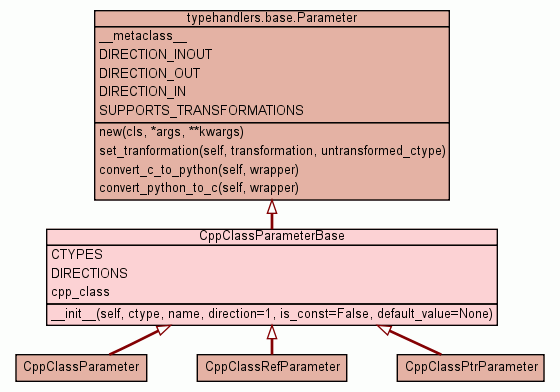 typehandlers.base.Parameter
__metaclass__
DIRECTION_INOUT
DIRECTION_OUT
DIRECTION_IN
SUPPORTS_TRANSFORMATIONS
new(cls, *args, **kwargs)
set_tranformation(self, transformation, untransformed_ctype)
convert_c_to_python(self, wrapper)
convert_python_to_c(self, wrapper)
CppClassParameterBase
CTYPES
DIRECTIONS
cpp_class
__init__(self, ctype, name, direction=1, is_const=False, default_value=None)
CppClassParameter
CppClassRefParameter
CppClassPtrParameter